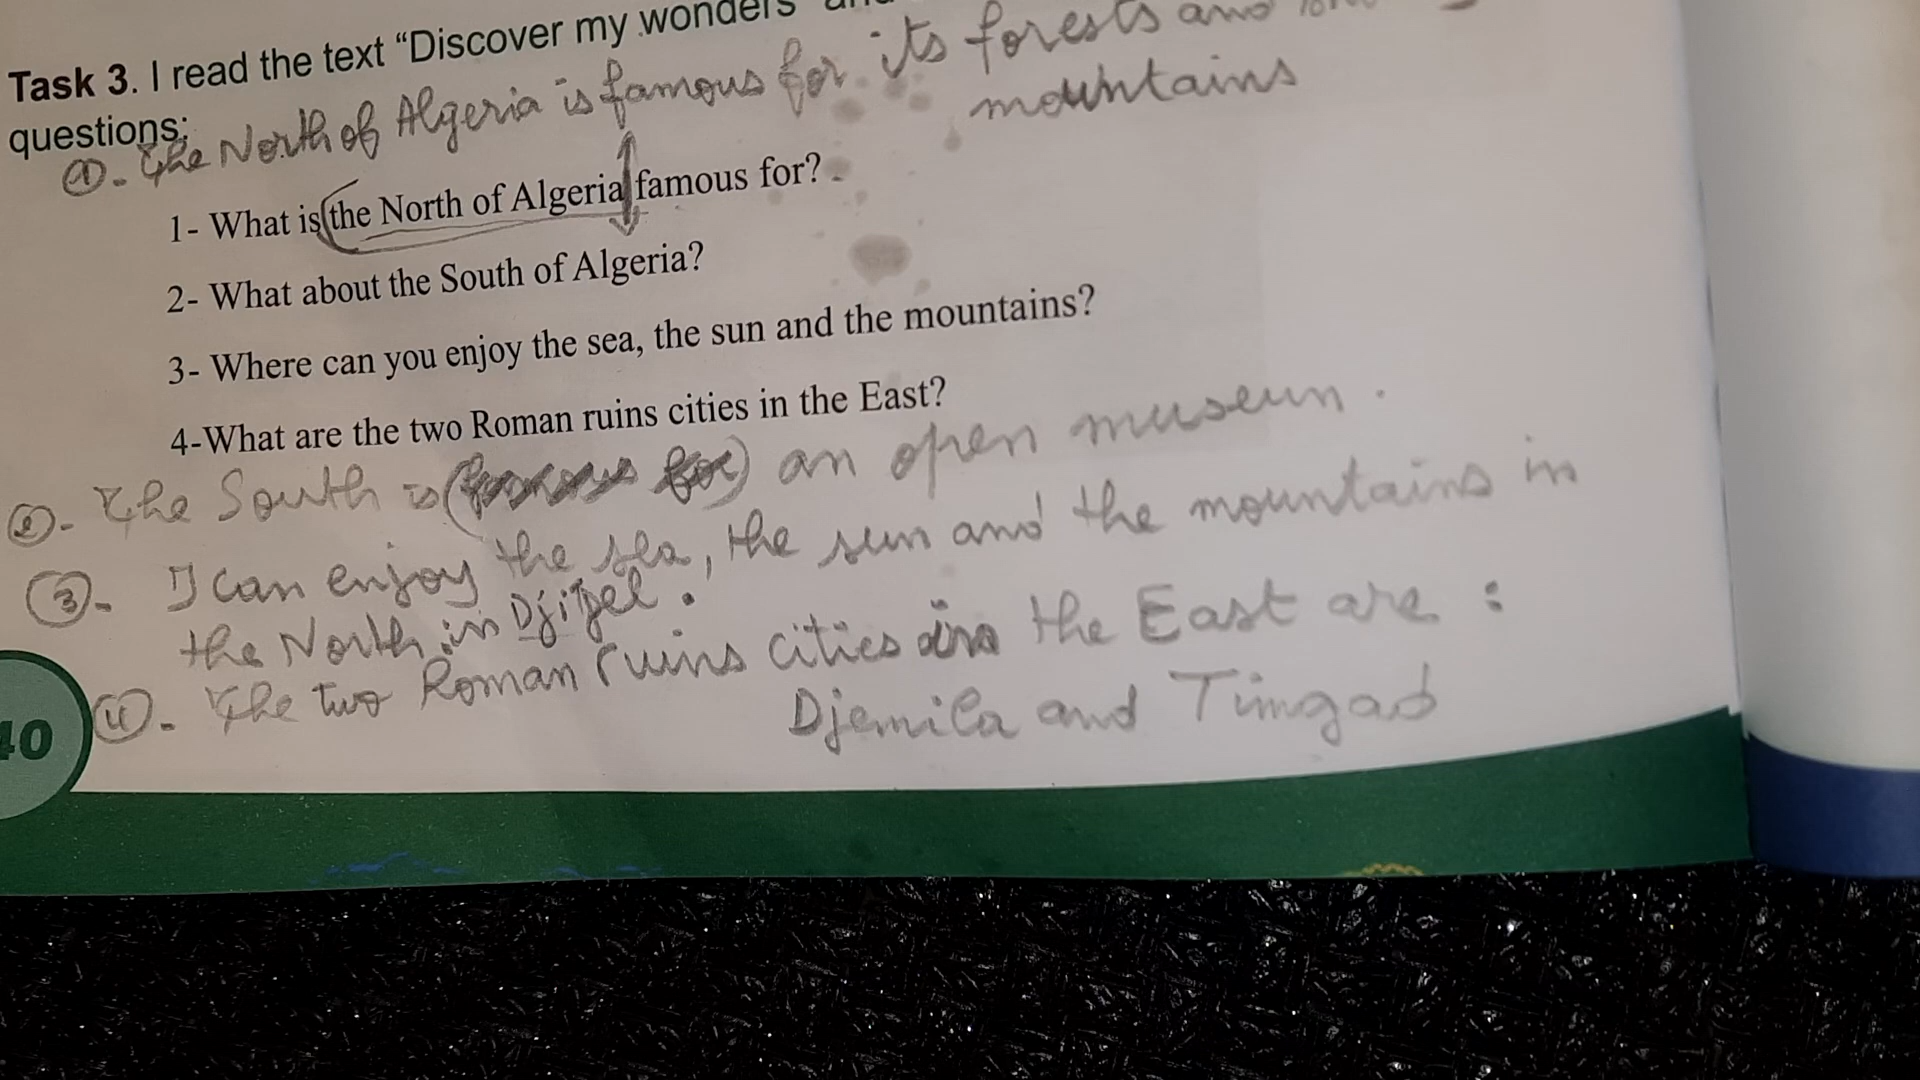 Task 3. I read the text “Discover my wonders”
its forests and
questions:
①. The North of Algeria is famous for
mountains
1- What is the North of Algeria famous for?
2- What about the South of Algeria?
3- Where can you enjoy the sea, the sun and the mountains?
4-What are the two Roman ruins cities in the East?
②. The South is (famous for) an open museum.
③. I can enjoy the sea, the sun and the mountains in
the North in Djijel.
④. The two Roman ruins cities in the East are :
Djemila and Timgad
40